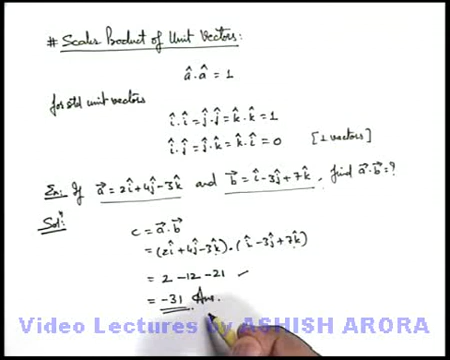 # Scalar Product of Unit Vectors:
â·â = 1
for std unit vectors
î·î = ĵ·ĵ = k̂·k̂ = 1
î·ĵ = ĵ·k̂ = k̂·î = 0 [⊥ vectors]
Ex: If a⃗ = 2î+4ĵ-3k̂ and b⃗ = î-3ĵ+7k̂, find a⃗·b⃗ = ?
Solⁿ
c = a⃗·b⃗
= (2î+4ĵ-3k̂)·(î-3ĵ+7k̂)
= 2 -12 -21 ✓
= -31 Ans.
Video Lectures by ASHISH ARORA